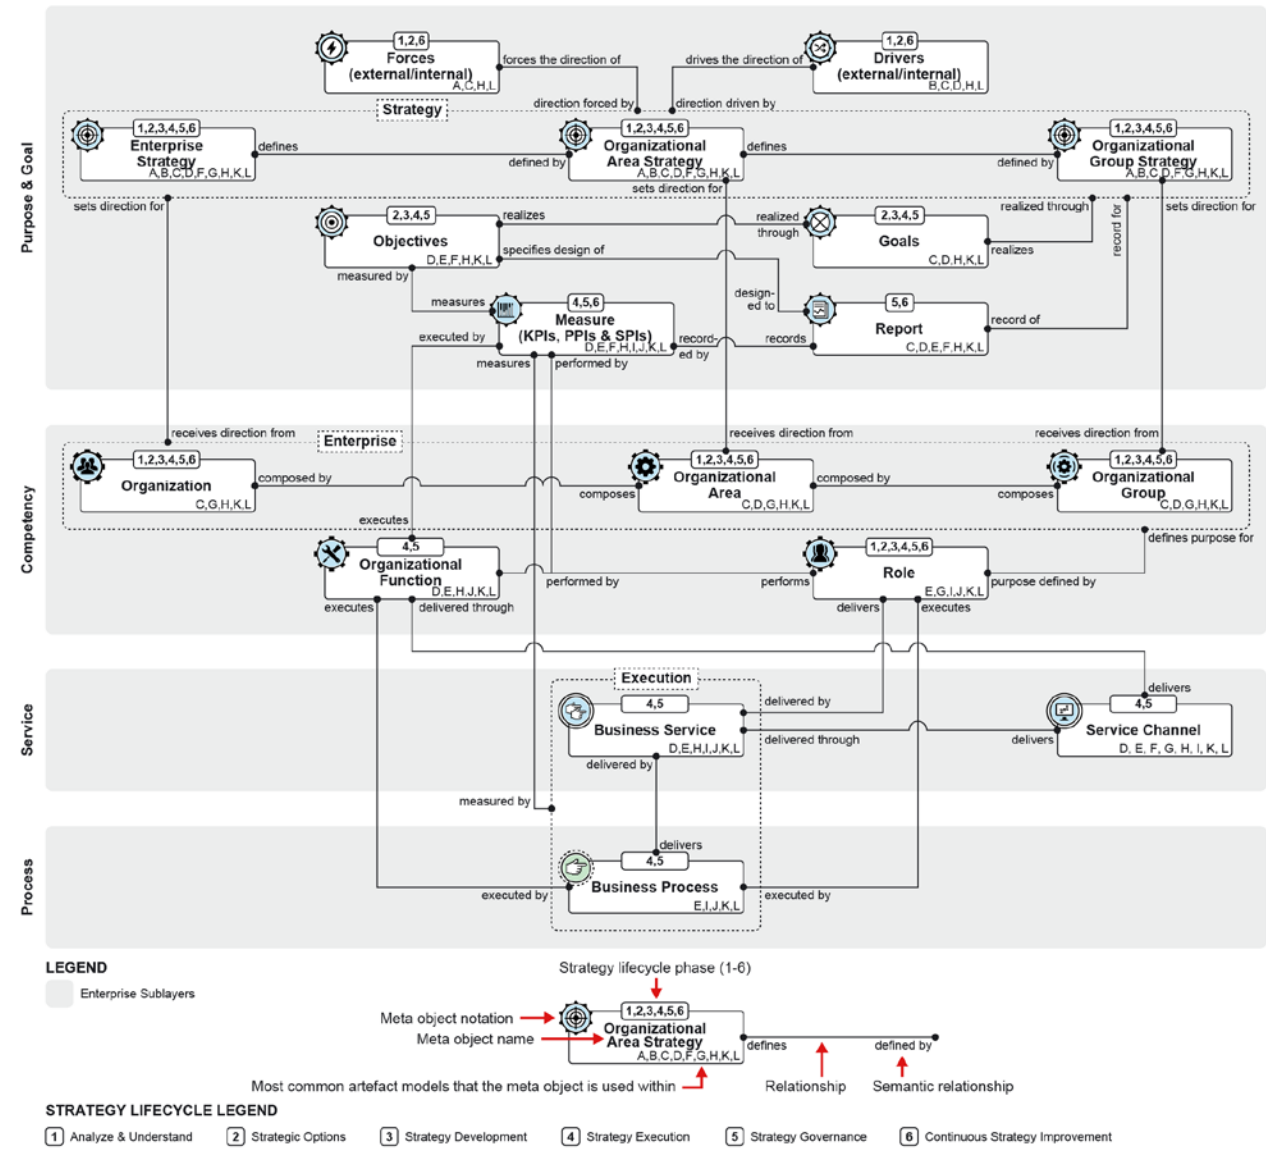 Purpose & Goal
1,2,6
Forces
(external/internal)
A,C,H,L
forces the direction of
direction forced by
1,2,6
Drivers
(external/internal)
B,C,D,H,L
drives the direction of
direction driven by
Strategy
1,2,3,4,5,6
Enterprise
Strategy
A,B,C,D,F,G,H,K,L
defines
defined by
1,2,3,4,5,6
Organizational
Area Strategy
A,B,C,D,F,G,H,K,L
defines
defined by
1,2,3,4,5,6
Organizational
Group Strategy
A,B,C,D,F,G,H,K,L
sets direction for
sets direction for
sets direction for
2,3,4,5
Objectives
D,E,F,H,K,L
realizes
realized
through
specifies design of
design-
ed to
measured by
measures
2,3,4,5
Goals
C,D,H,K,L
realizes
realized through
record for
4,5,6
Measure
(KPIs, PPIs & SPIs)
D,E,F,H,I,J,K,L
executed by
measures
performed by
record-
ed by
records
5,6
Report
C,D,E,F,H,K,L
record of
Competency
receives direction from
receives direction from
receives direction from
Enterprise
1,2,3,4,5,6
Organization
C,G,H,K,L
composed by
composes
1,2,3,4,5,6
Organizational
Area
C,D,G,H,K,L
composed by
composes
1,2,3,4,5,6
Organizational
Group
C,D,G,H,K,L
executes
4,5
Organizational
Function
D,E,H,J,K,L
executes
delivered through
performed by
performs
1,2,3,4,5,6
Role
E,G,I,J,K,L
purpose defined by
defines purpose for
delivers
executes
Service
Execution
4,5
Business Service
D,E,H,I,J,K,L
delivered by
delivered through
delivers
delivers
4,5
Service Channel
D, E, F, G, H, I, K, L
delivered by
measured by
Process
delivers
4,5
Business Process
E,I,J,K,L
executed by
executed by
LEGEND
Enterprise Sublayers
Strategy lifecycle phase (1-6)
Meta object notation
Meta object name
1,2,3,4,5,6
Organizational
Area Strategy
A,B,C,D,F,G,H,K,L
defines
defined by
Most common artefact models that the meta object is used within
Relationship
Semantic relationship
STRATEGY LIFECYCLE LEGEND
1 Analyze & Understand
2 Strategic Options
3 Strategy Development
4 Strategy Execution
5 Strategy Governance
6 Continuous Strategy Improvement